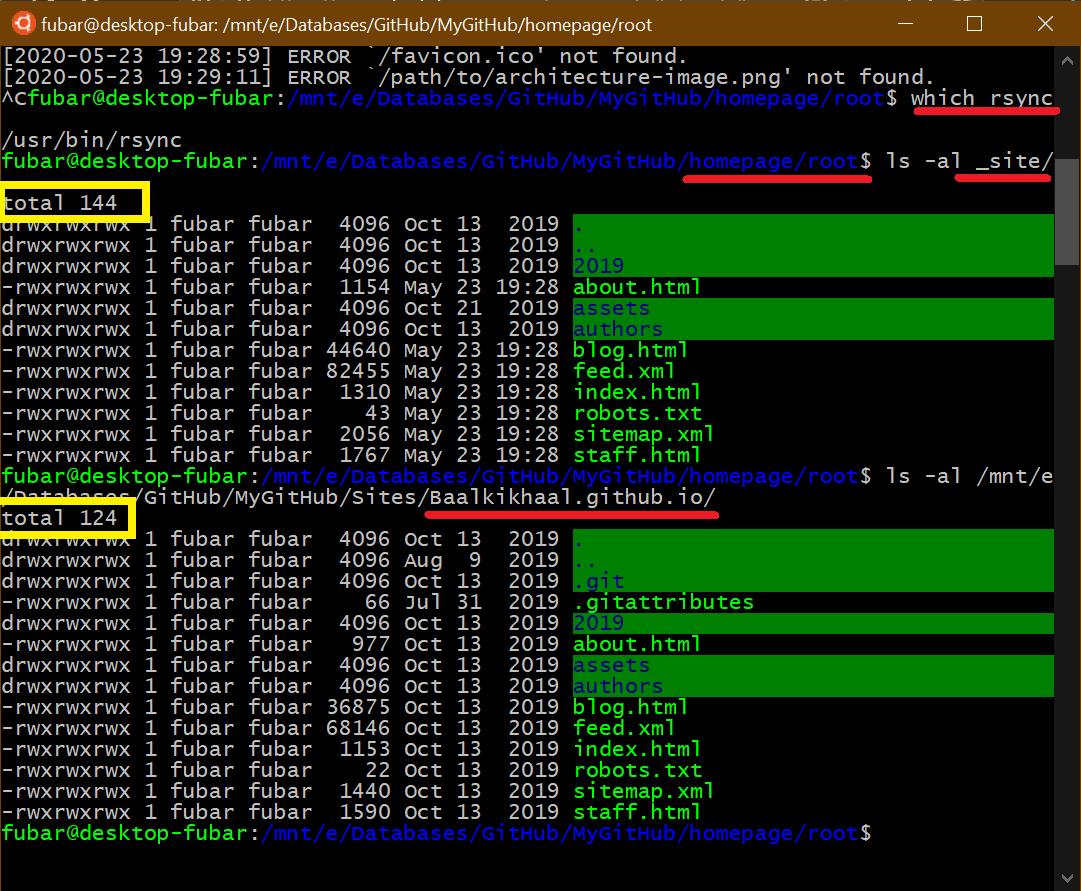 fubar@desktop-fubar: /mnt/e/Databases/GitHub/MyGitHub/homepage/root
[2020-05-23 19:28:59] ERROR `/favicon.ico' not found.
[2020-05-23 19:29:11] ERROR `/path/to/architecture-image.png' not found.
^Cfubar@desktop-fubar:/mnt/e/Databases/GitHub/MyGitHub/homepage/root$ which rsync
/usr/bin/rsync
fubar@desktop-fubar:/mnt/e/Databases/GitHub/MyGitHub/homepage/root$ ls -al _site/
total 144
drwxrwxrwx 1 fubar fubar  4096 Oct 13  2019 .
drwxrwxrwx 1 fubar fubar  4096 Oct 13  2019 ..
drwxrwxrwx 1 fubar fubar  4096 Oct 13  2019 2019
-rwxrwxrwx 1 fubar fubar  1154 May 23 19:28 about.html
drwxrwxrwx 1 fubar fubar  4096 Oct 21  2019 assets
drwxrwxrwx 1 fubar fubar  4096 Oct 13  2019 authors
-rwxrwxrwx 1 fubar fubar 44640 May 23 19:28 blog.html
-rwxrwxrwx 1 fubar fubar 82455 May 23 19:28 feed.xml
-rwxrwxrwx 1 fubar fubar  1310 May 23 19:28 index.html
-rwxrwxrwx 1 fubar fubar    43 May 23 19:28 robots.txt
-rwxrwxrwx 1 fubar fubar  2056 May 23 19:28 sitemap.xml
-rwxrwxrwx 1 fubar fubar  1767 May 23 19:28 staff.html
fubar@desktop-fubar:/mnt/e/Databases/GitHub/MyGitHub/homepage/root$ ls -al /mnt/e
/Databases/GitHub/MyGitHub/Sites/Baalkikhaal.github.io/
total 124
drwxrwxrwx 1 fubar fubar  4096 Oct 13  2019 .
drwxrwxrwx 1 fubar fubar  4096 Aug  9  2019 ..
drwxrwxrwx 1 fubar fubar  4096 Oct 13  2019 .git
-rwxrwxrwx 1 fubar fubar    66 Jul 31  2019 .gitattributes
drwxrwxrwx 1 fubar fubar  4096 Oct 13  2019 2019
-rwxrwxrwx 1 fubar fubar   977 Oct 13  2019 about.html
drwxrwxrwx 1 fubar fubar  4096 Oct 13  2019 assets
drwxrwxrwx 1 fubar fubar  4096 Oct 13  2019 authors
-rwxrwxrwx 1 fubar fubar 36875 Oct 13  2019 blog.html
-rwxrwxrwx 1 fubar fubar 68146 Oct 13  2019 feed.xml
-rwxrwxrwx 1 fubar fubar  1153 Oct 13  2019 index.html
-rwxrwxrwx 1 fubar fubar    22 Oct 13  2019 robots.txt
-rwxrwxrwx 1 fubar fubar  1440 Oct 13  2019 sitemap.xml
-rwxrwxrwx 1 fubar fubar  1590 Oct 13  2019 staff.html
fubar@desktop-fubar:/mnt/e/Databases/GitHub/MyGitHub/homepage/root$